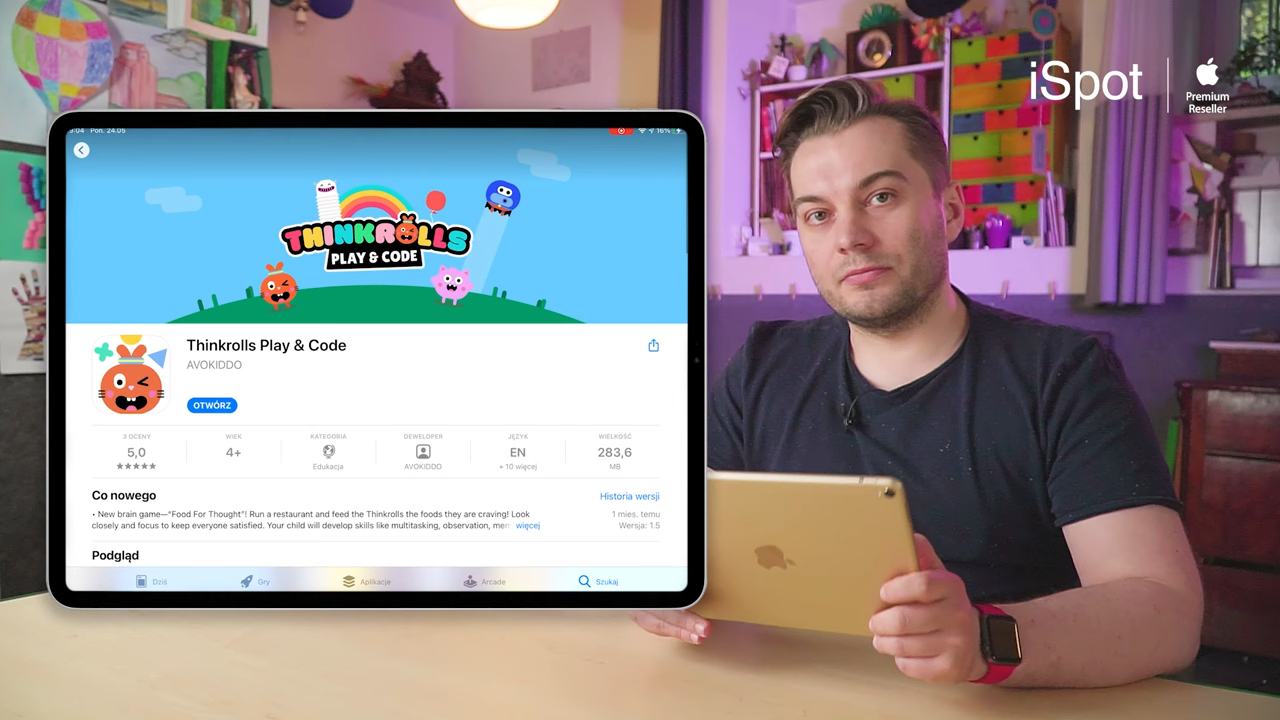 iSpot
Premium
Reseller
Pon. 24.05
16%
THINKROLLS
PLAY & CODE
Thinkrolls Play & Code
AVOKIDDO
OTWÓRZ
3 OCENY
5,0
WIEK
4+
KATEGORIA
Edukacja
DEWELOPER
AVOKIDDO
JĘZYK
EN
+ 10 więcej
WIELKOŚĆ
283,6
MB
Co nowego
Historia wersji
• New brain game—"Food For Thought"! Run a restaurant and feed the Thinkrolls the foods they are craving! Look
1 mies. temu
closely and focus to keep everyone satisfied. Your child will develop skills like multitasking, observation, więcej
Wersja: 1.5
Podgląd
Dziś
Gry
Aplikacje
Arcade
Szukaj